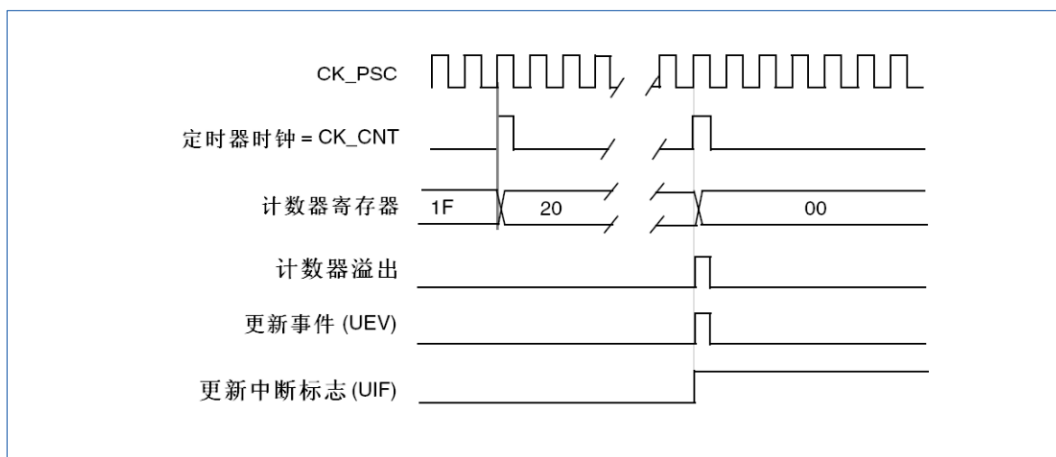 CK_PSC
定时器时钟 = CK_CNT
计数器寄存器 1F 20 00
计数器溢出
更新事件 (UEV)
更新中断标志 (UIF)